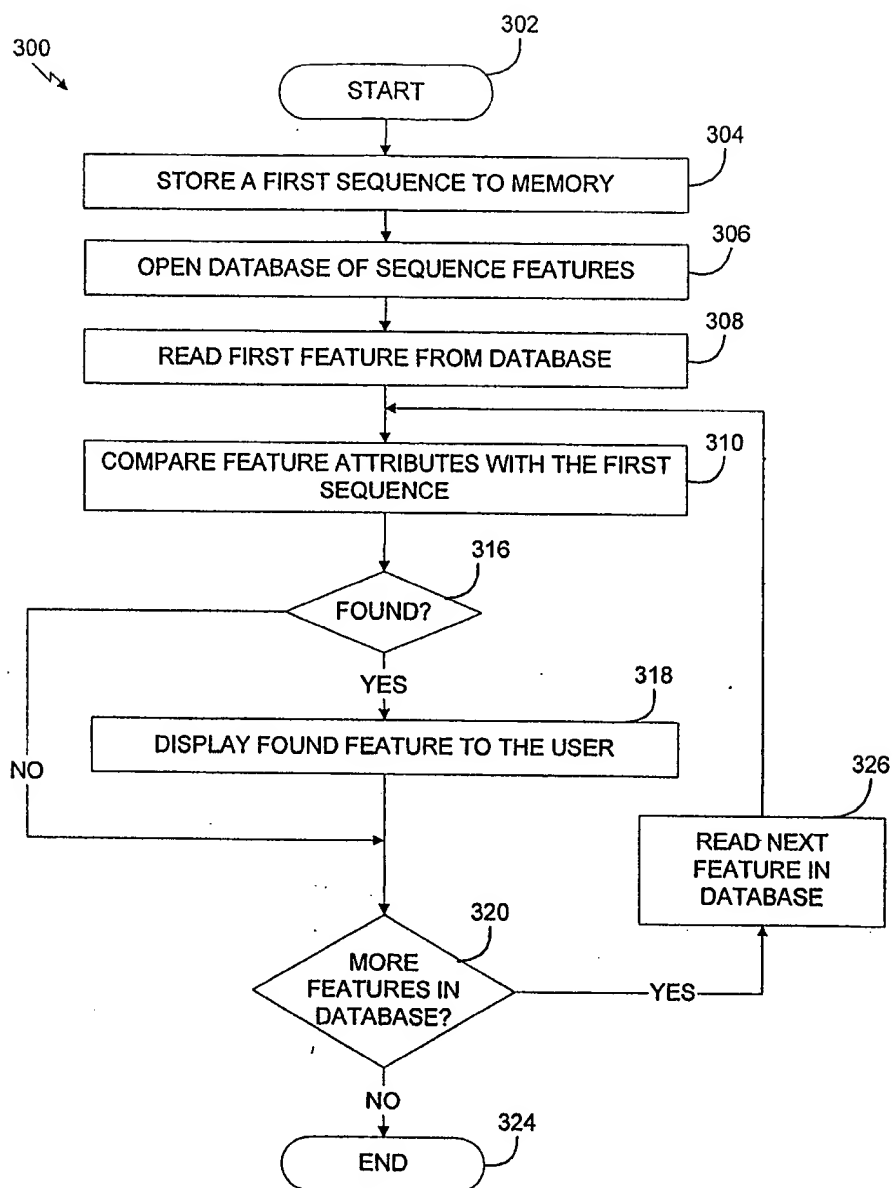 300
302
START
304
STORE A FIRST SEQUENCE TO MEMORY
306
OPEN DATABASE OF SEQUENCE FEATURES
308
READ FIRST FEATURE FROM DATABASE
310
COMPARE FEATURE ATTRIBUTES WITH THE FIRST
SEQUENCE
316
FOUND?
YES
318
DISPLAY FOUND FEATURE TO THE USER
NO
326
READ NEXT
FEATURE IN
DATABASE
320
MORE
FEATURES IN
DATABASE?
YES
NO
324
END